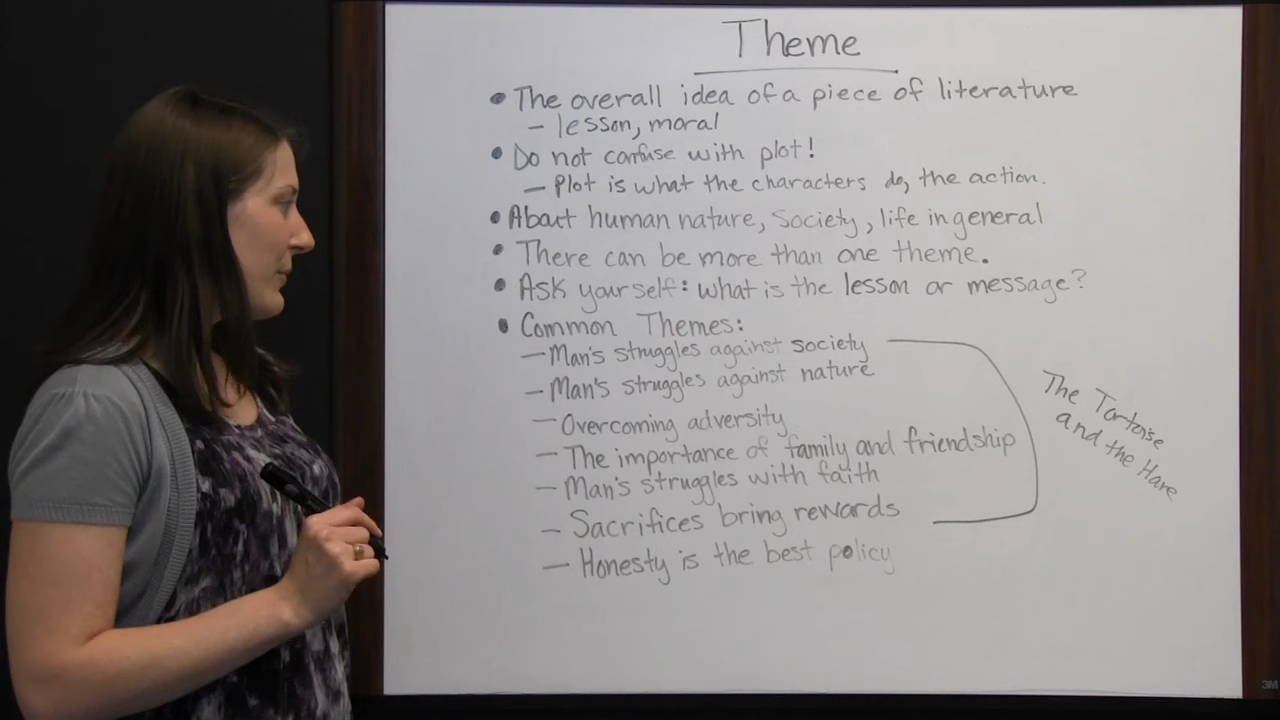 Theme
• The overall idea of a piece of literature
– lesson, moral
• Do not confuse with plot!
– Plot is what the characters do, the action.
• About human nature, society, life in general
• There can be more than one theme.
• Ask yourself: what is the lesson or message?
• Common Themes:
– Man's struggles against society
– Man's struggles against nature
– Overcoming adversity
– The importance of family and friendship
– Man's struggles with faith
– Sacrifices bring rewards
– Honesty is the best policy
The Tortoise
and the Hare
3M